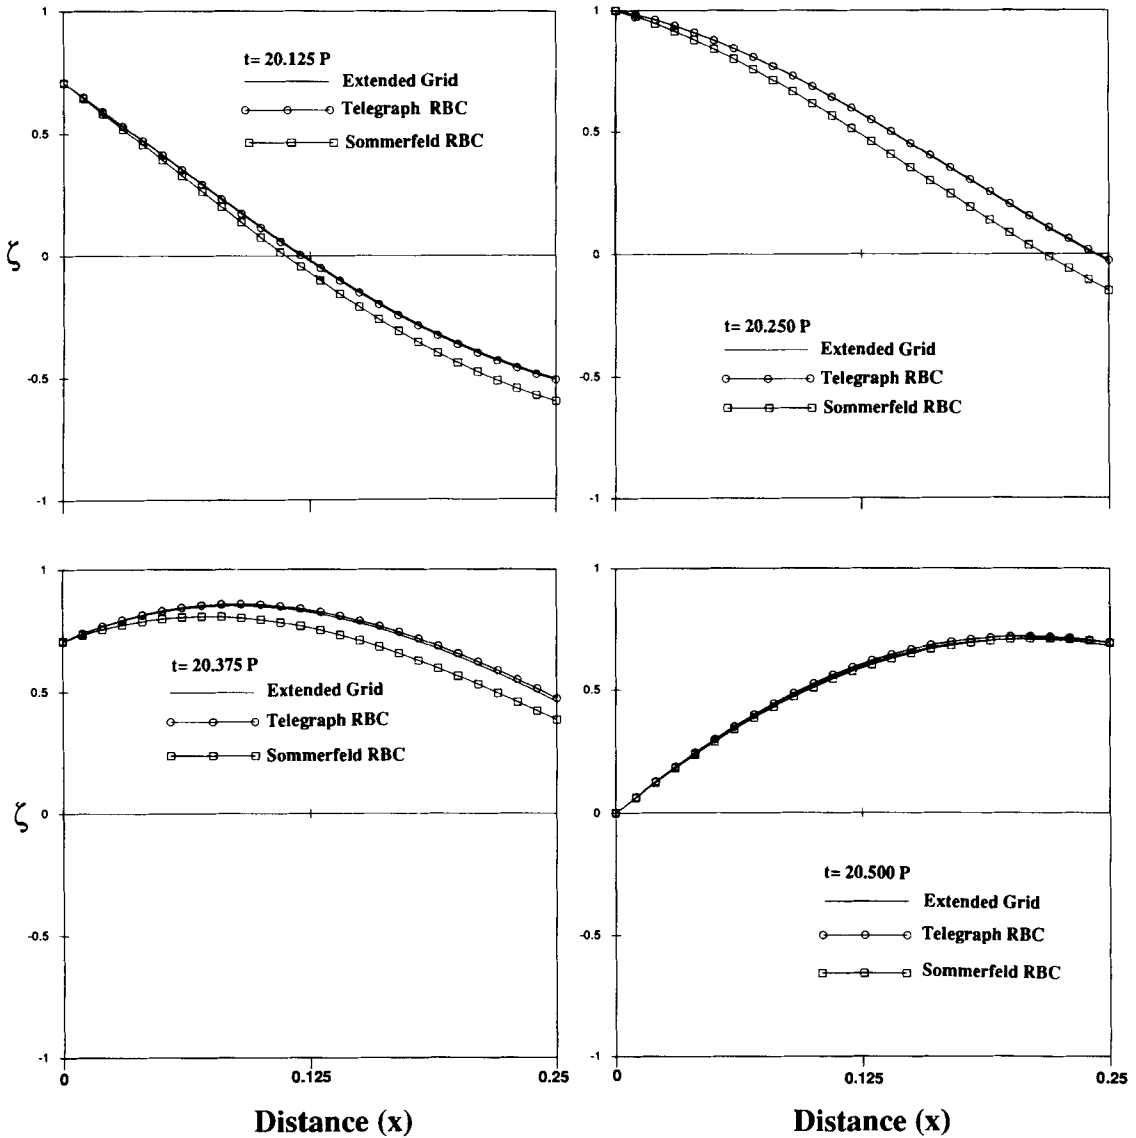 1
t= 20.125 P
Extended Grid
Telegraph RBC
Sommerfeld RBC
0.5
0
ζ
0.125
-0.5
-1
1
0.5
0
t= 20.250 P
Extended Grid
Telegraph RBC
Sommerfeld RBC
-0.5
-1
1
t= 20.375 P
Extended Grid
Telegraph RBC
Sommerfeld RBC
0.5
0
ζ
-0.5
-1
0
0.125
0.25
Distance (x)
1
0.5
0
t= 20.500 P
Extended Grid
Telegraph RBC
Sommerfeld RBC
-0.5
-1
0
0.125
0.25
Distance (x)